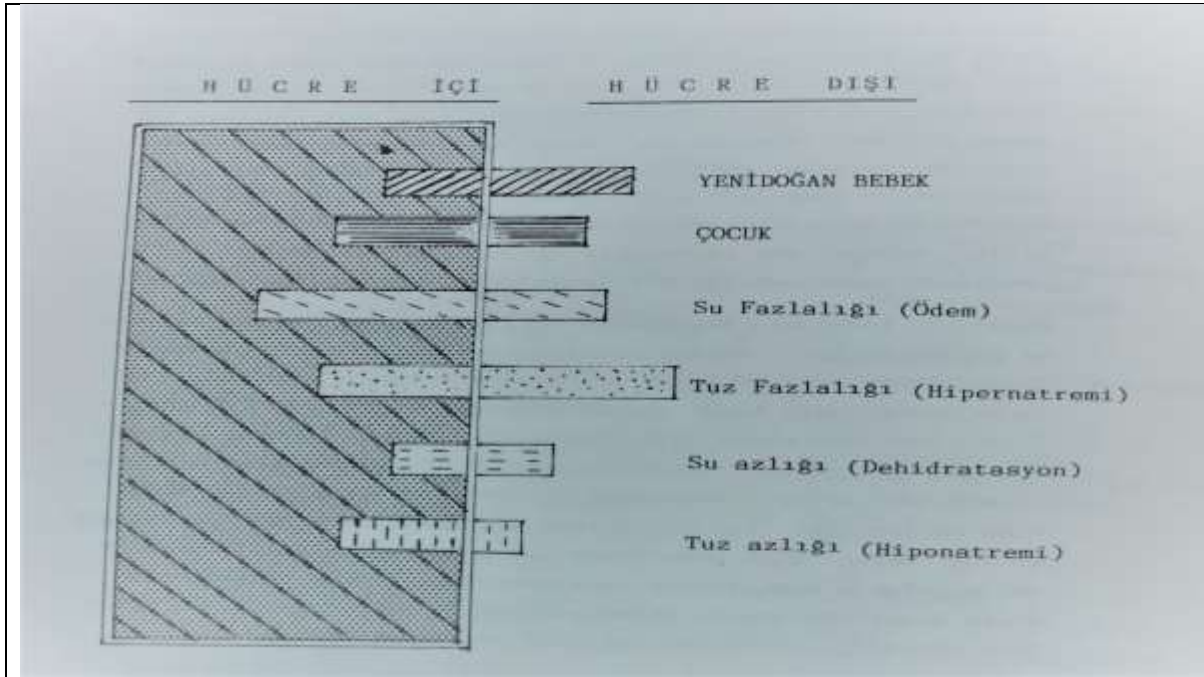 HÜCRE İÇİ HÜCRE DIŞI
YENİDOĞAN BEBEK
ÇOCUK
Su Fazlalığı (Ödem)
Tuz Fazlalığı (Hipernatremi)
Su azlığı (Dehidratasyon)
Tuz azlığı (Hiponatremi)